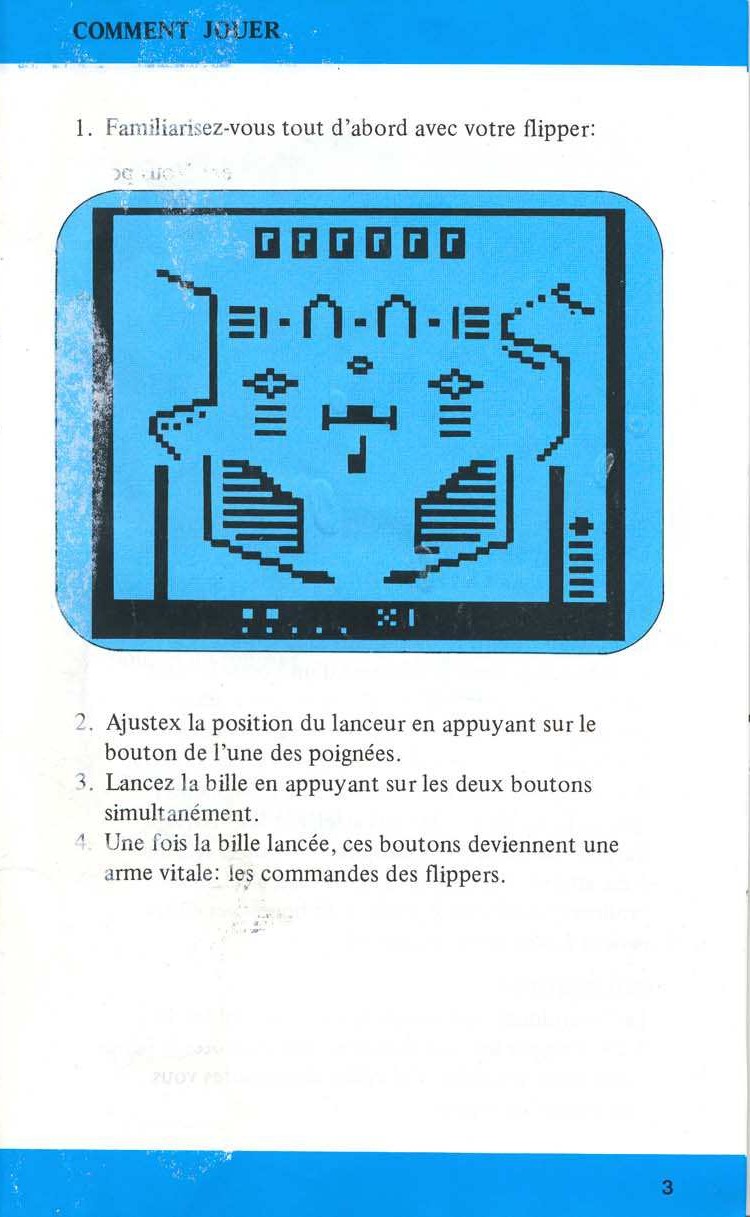 COMMENT JOUER
1. Familiarisez-vous tout d'abord avec votre flipper:
2. Ajustex la position du lanceur en appuyant sur le
bouton de l'une des poignées.
3. Lancez la bille en appuyant sur les deux boutons
simultanément.
4. Une fois la bille lancée, ces boutons deviennent une
arme vitale: les commandes des flippers.
3